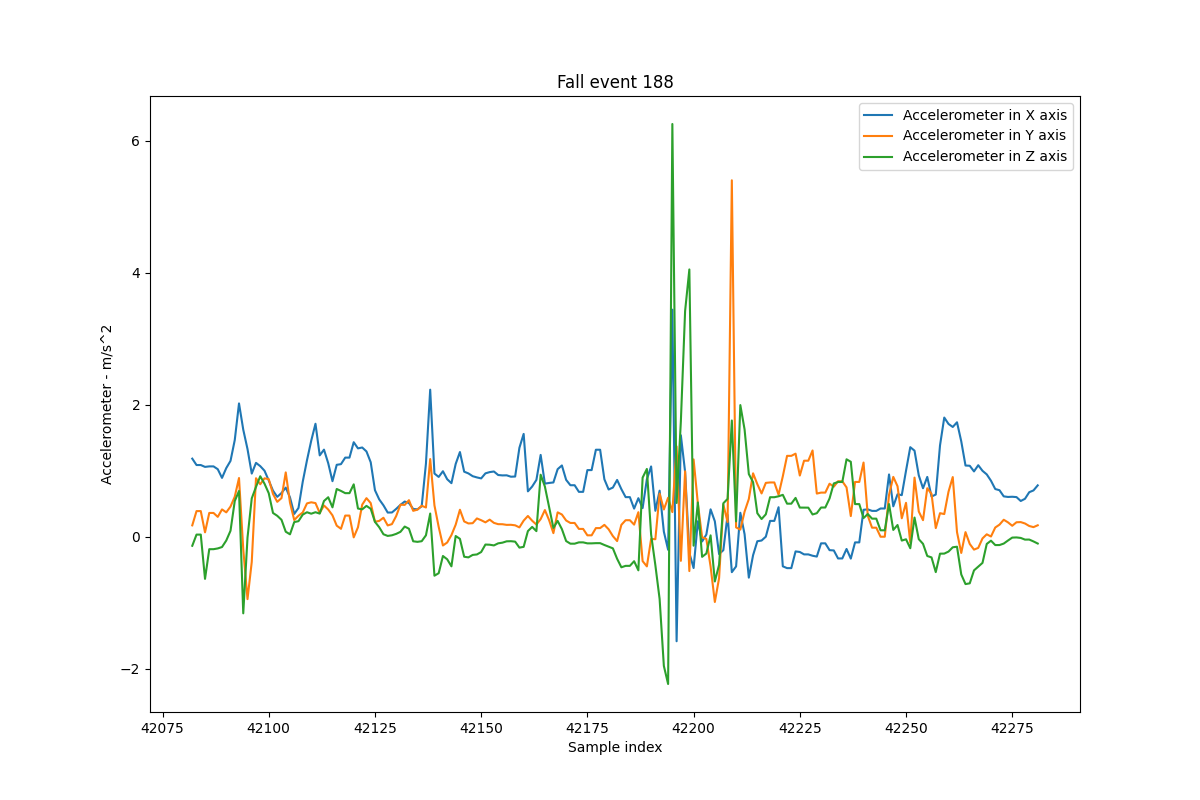 Fall event 188
Accelerometer in X axis
Accelerometer in Y axis
Accelerometer in Z axis
Accelerometer - m/s^2
6
4
2
0
−2
42075 42100 42125 42150 42175 42200 42225 42250 42275
Sample index